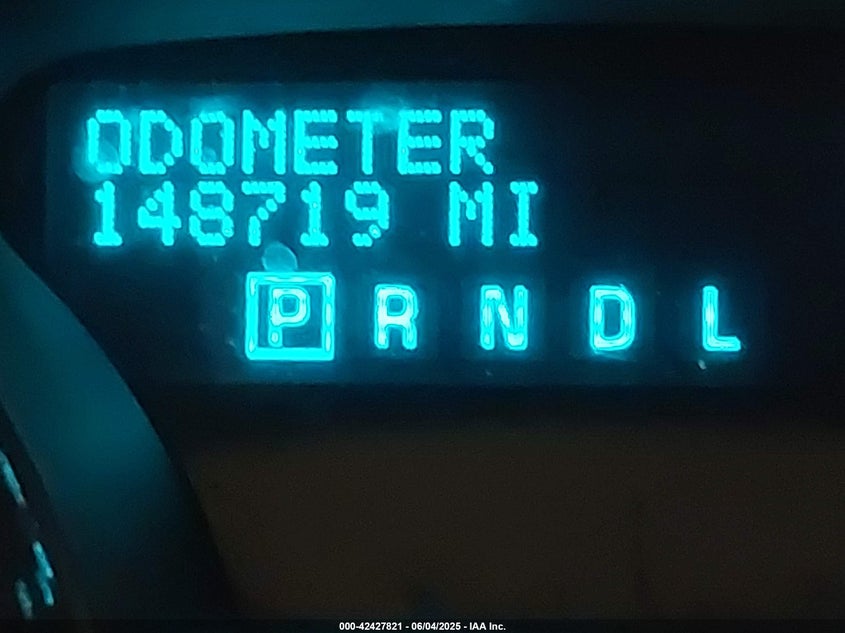 ODOMETER
148719 MI
P R N D L
000-42427821 - 06/04/2025 - IAA Inc.